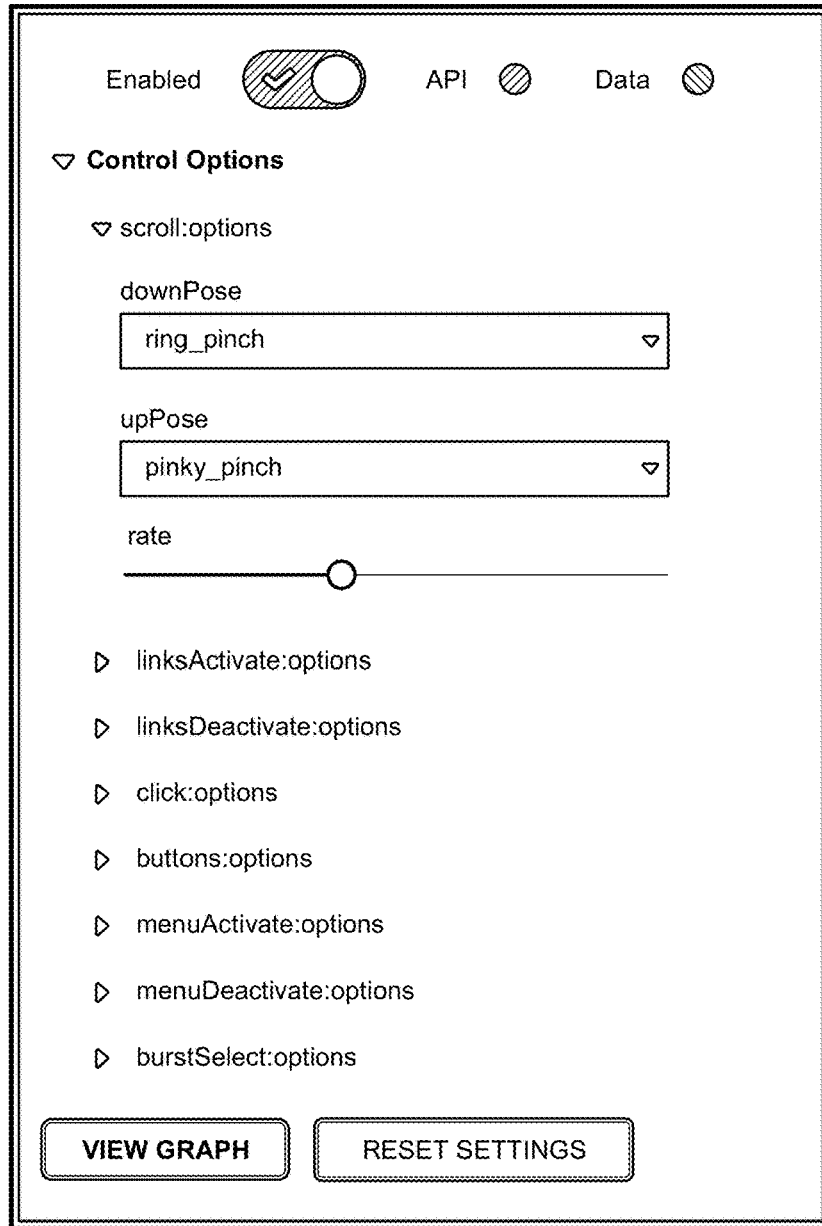 Enabled API Data
Control Options
scroll:options
downPose
ring_pinch
upPose
pinky_pinch
rate
linksActivate:options
linksDeactivate:options
click:options
buttons:options
menuActivate:options
menuDeactivate:options
burstSelect:options
VIEW GRAPH RESET SETTINGS